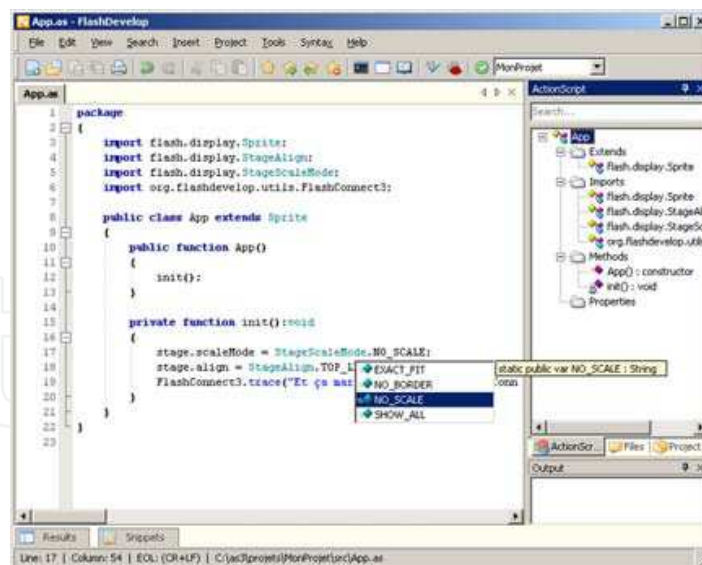 App.as - FlashDevelop
File Edit View Search Insert Project Tools Syntax Help
MonProjet
App.as
1 package
2 {
3 import flash.display.Sprite;
4 import flash.display.StageAlign;
5 import flash.display.StageScaleMode;
6 import org.flashdevelop.utils.FlashConnect3;
7
8 public class App extends Sprite
9 {
10 public function App()
11 {
12 init();
13 }
14
15 private function init():void
16 {
17 stage.scaleMode = StageScaleMode.NO_SCALE;
18 stage.align = StageAlign.TOP_L
19 FlashConnect3.trace("Et ça mar
20 }
21 }
22 }
23
EXACT_FIT
NO_BORDER
NO_SCALE
SHOW_ALL
static public var NO_SCALE : String
onn
ActionScript
Search...
App
Extends
flash.display.Sprite
Imports
flash.display.Sprite
flash.display.StageAl
flash.display.StageSc
org.flashdevelop.util
Methods
App() : constructor
init() : void
Properties
ActionScr... Files Project
Output
Results Snippets
Line: 17 | Column: 54 | EOL: (CR+LF) | C:\as3\projets\MonProjet\src\App.as